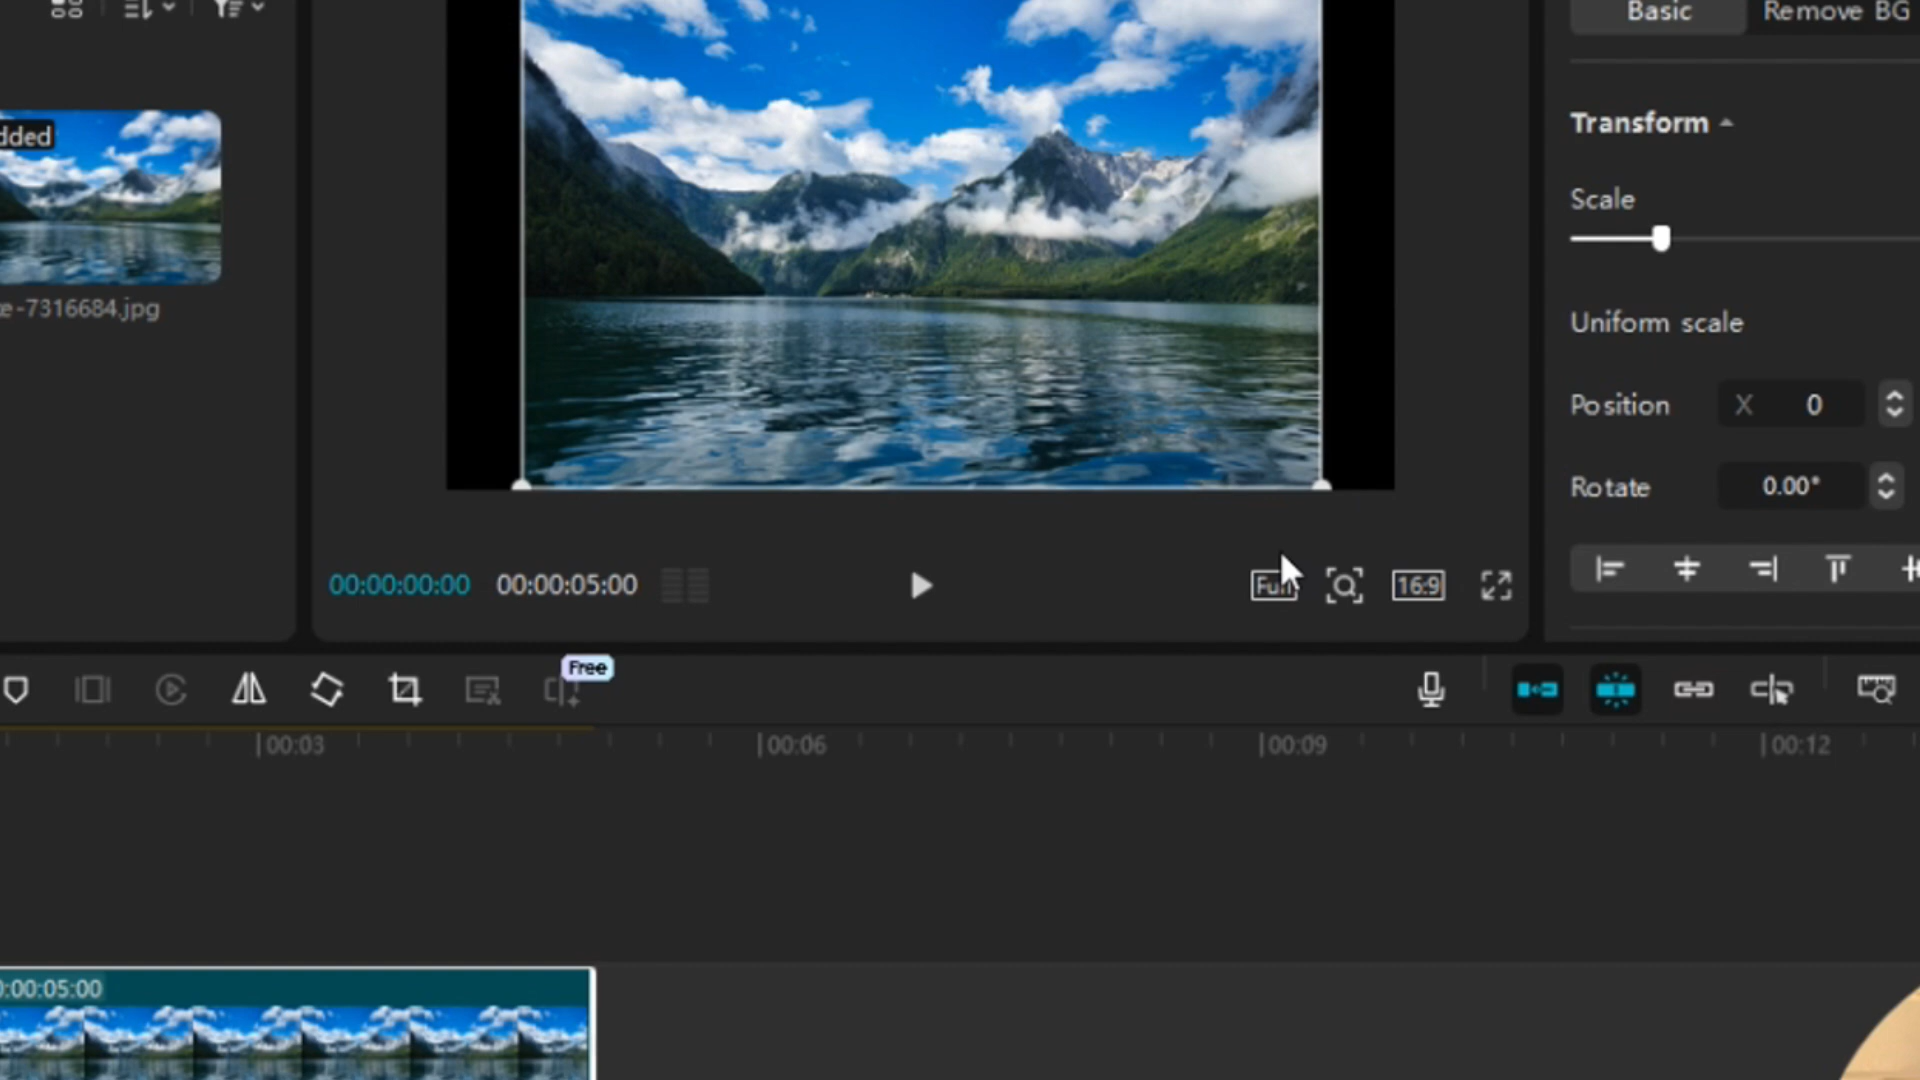 Basic
Remove BG
dded
e-7316684.jpg
Transform
Scale
Uniform scale
Position X 0
Rotate 0.00°
00:00:00:00 00:00:05:00
Full
16:9
Free
00:03 00:06 00:09 00:12
0:00:05:00